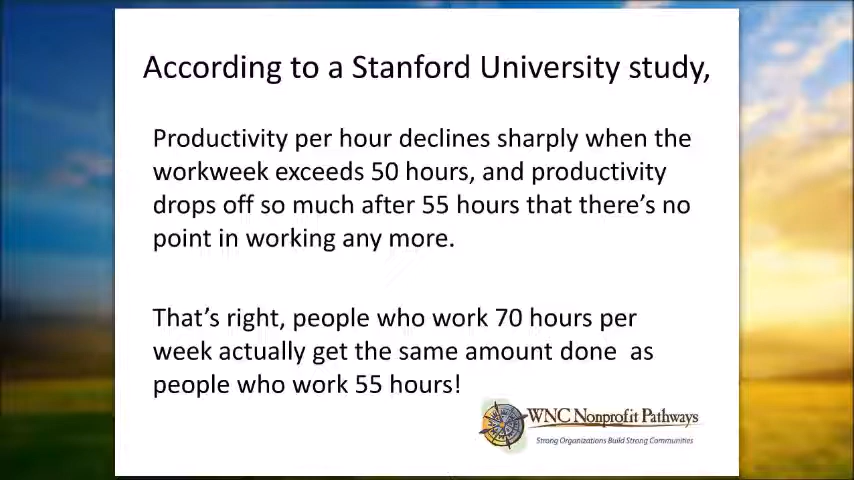 According to a Stanford University study,
Productivity per hour declines sharply when the
workweek exceeds 50 hours, and productivity
drops off so much after 55 hours that there’s no
point in working any more.
That’s right, people who work 70 hours per
week actually get the same amount done as
people who work 55 hours!
WNC Nonprofit Pathways
Strong Organizations Build Strong Communities